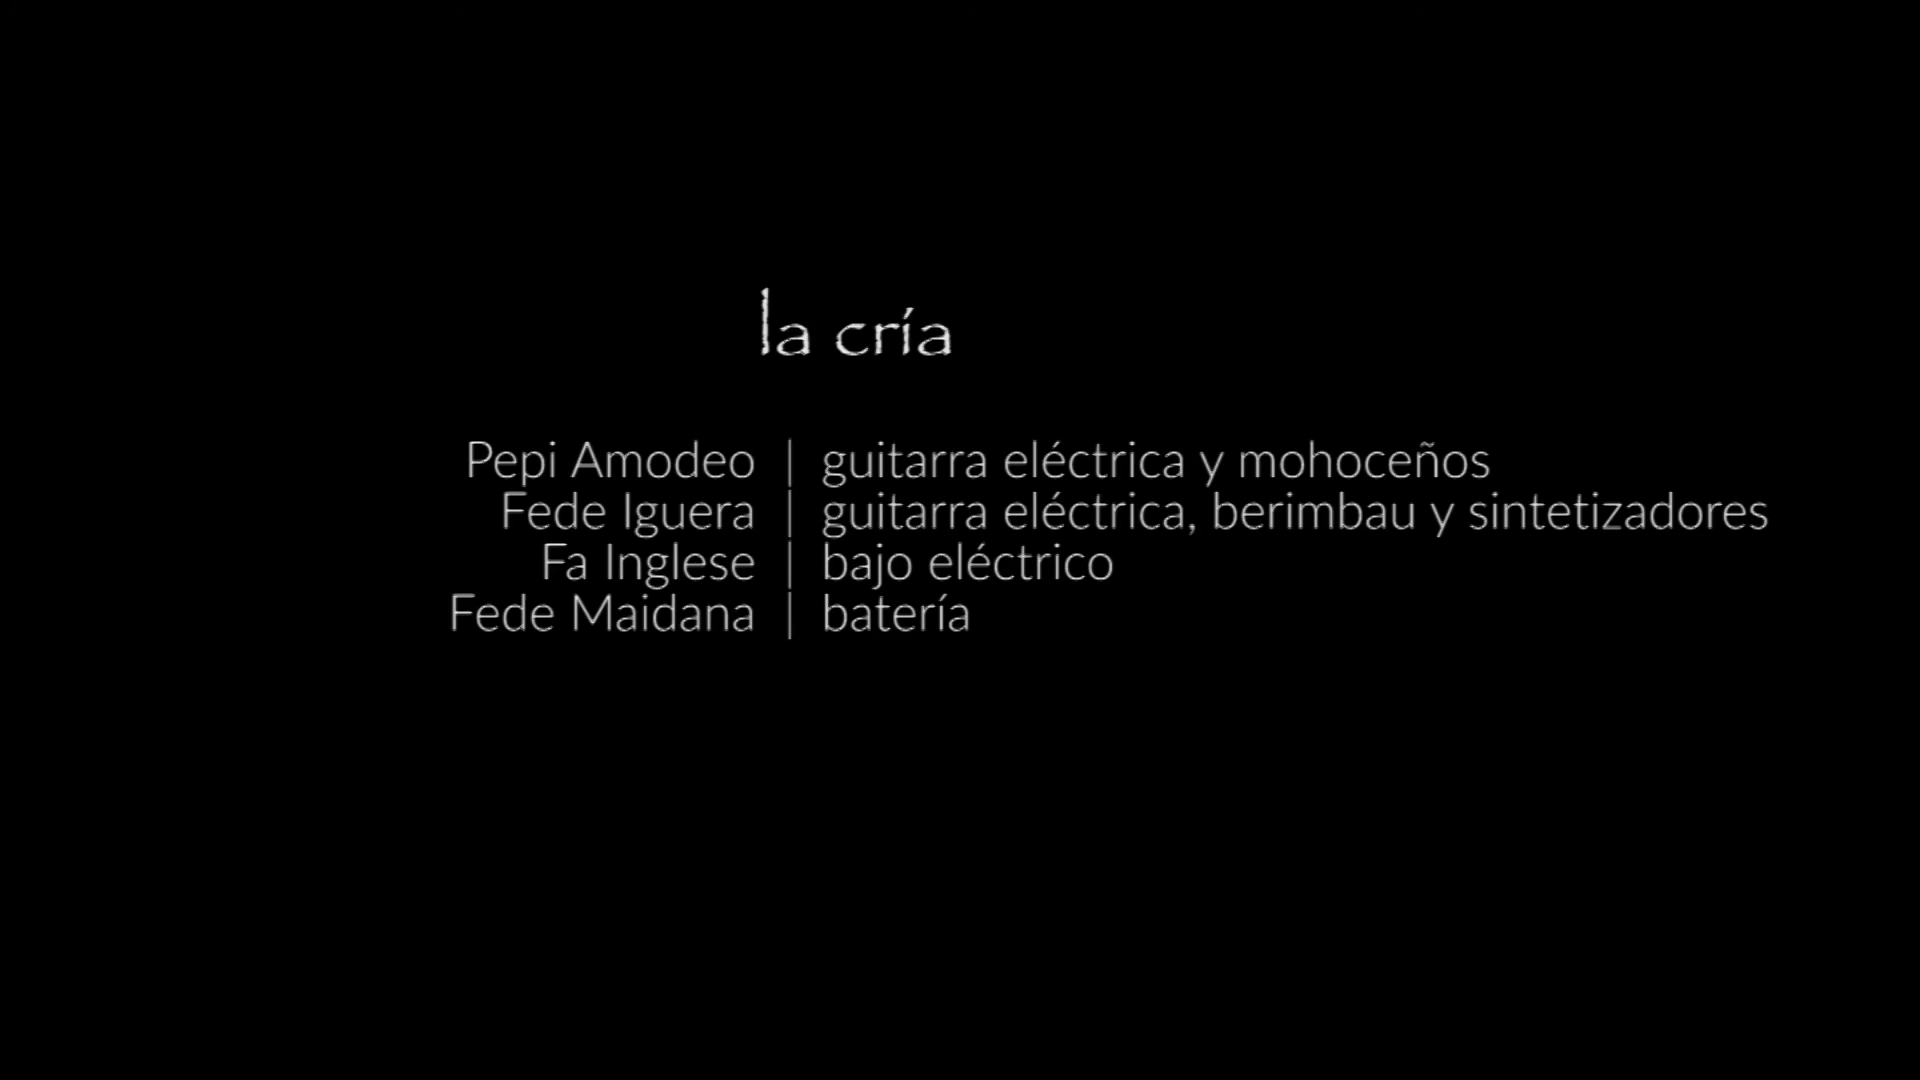 la cría
Pepi Amodeo | guitarra eléctrica y mohoceños
Fede Iguera | guitarra eléctrica, berimbau y sintetizadores
Fa Inglese | bajo eléctrico
Fede Maidana | batería